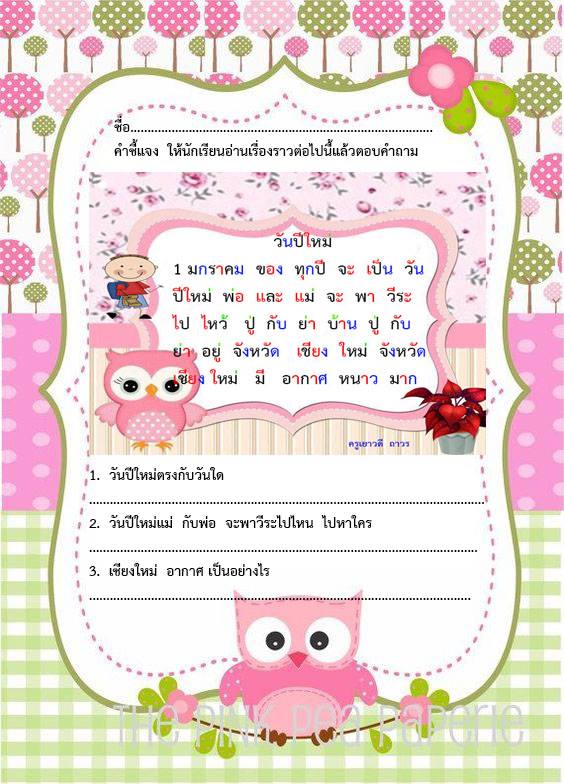 ชื่อ....................................................................................................
คำชี้แจง ให้นักเรียนอ่านเรื่องราวต่อไปนี้แล้วตอบคำถาม
วันปีใหม่
1 มกราคม ของ ทุกปี จะ เป็น วัน
ปีใหม่ พ่อ และ แม่ จะ พา วีระ
ไป ไหว้ ปู่ กับ ย่า บ้าน ปู่ กับ
ย่า อยู่ จังหวัด เชียง ใหม่ จังหวัด
เชียง ใหม่ มี อากาศ หนาว มาก
ครูเยาวดี ถาวร
1. วันปีใหม่ตรงกับวันใด
....................................................................................................
2. วันปีใหม่แม่ กับพ่อ จะพาวีระไปไหน ไปหาใคร
....................................................................................................
3. เชียงใหม่ อากาศ เป็นอย่างไร
....................................................................................................
THE PINK PEA PAPERIE